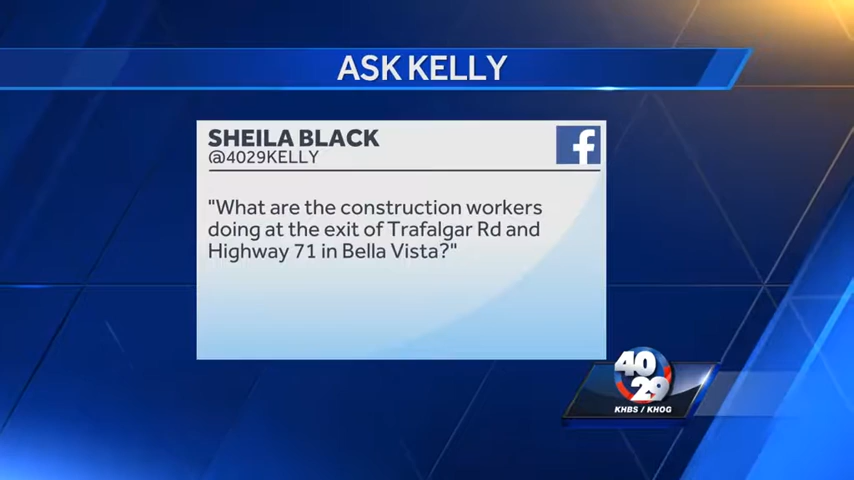 ASK KELLY
SHEILA BLACK
@4029KELLY
f
"What are the construction workers
doing at the exit of Trafalgar Rd and
Highway 71 in Bella Vista?"
40
29
KHBS / KHOG